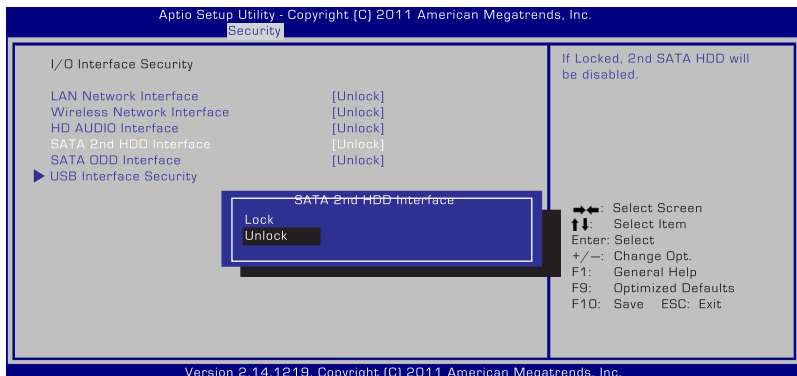 Aptio Setup Utility - Copyright (C) 2011 American Megatrends, Inc.
Security
I/O Interface Security
LAN Network Interface [Unlock]
Wireless Network Interface [Unlock]
HD AUDIO Interface [Unlock]
SATA 2nd HDD Interface [Unlock]
SATA ODD Interface [Unlock]
USB Interface Security
SATA 2nd HDD Interface
Lock
Unlock
If Locked, 2nd SATA HDD will
be disabled.
→←: Select Screen
↑↓: Select Item
Enter: Select
+/—: Change Opt.
F1: General Help
F9: Optimized Defaults
F10: Save ESC: Exit
Version 2.14.1219. Copyright (C) 2011 American Megatrends, Inc.